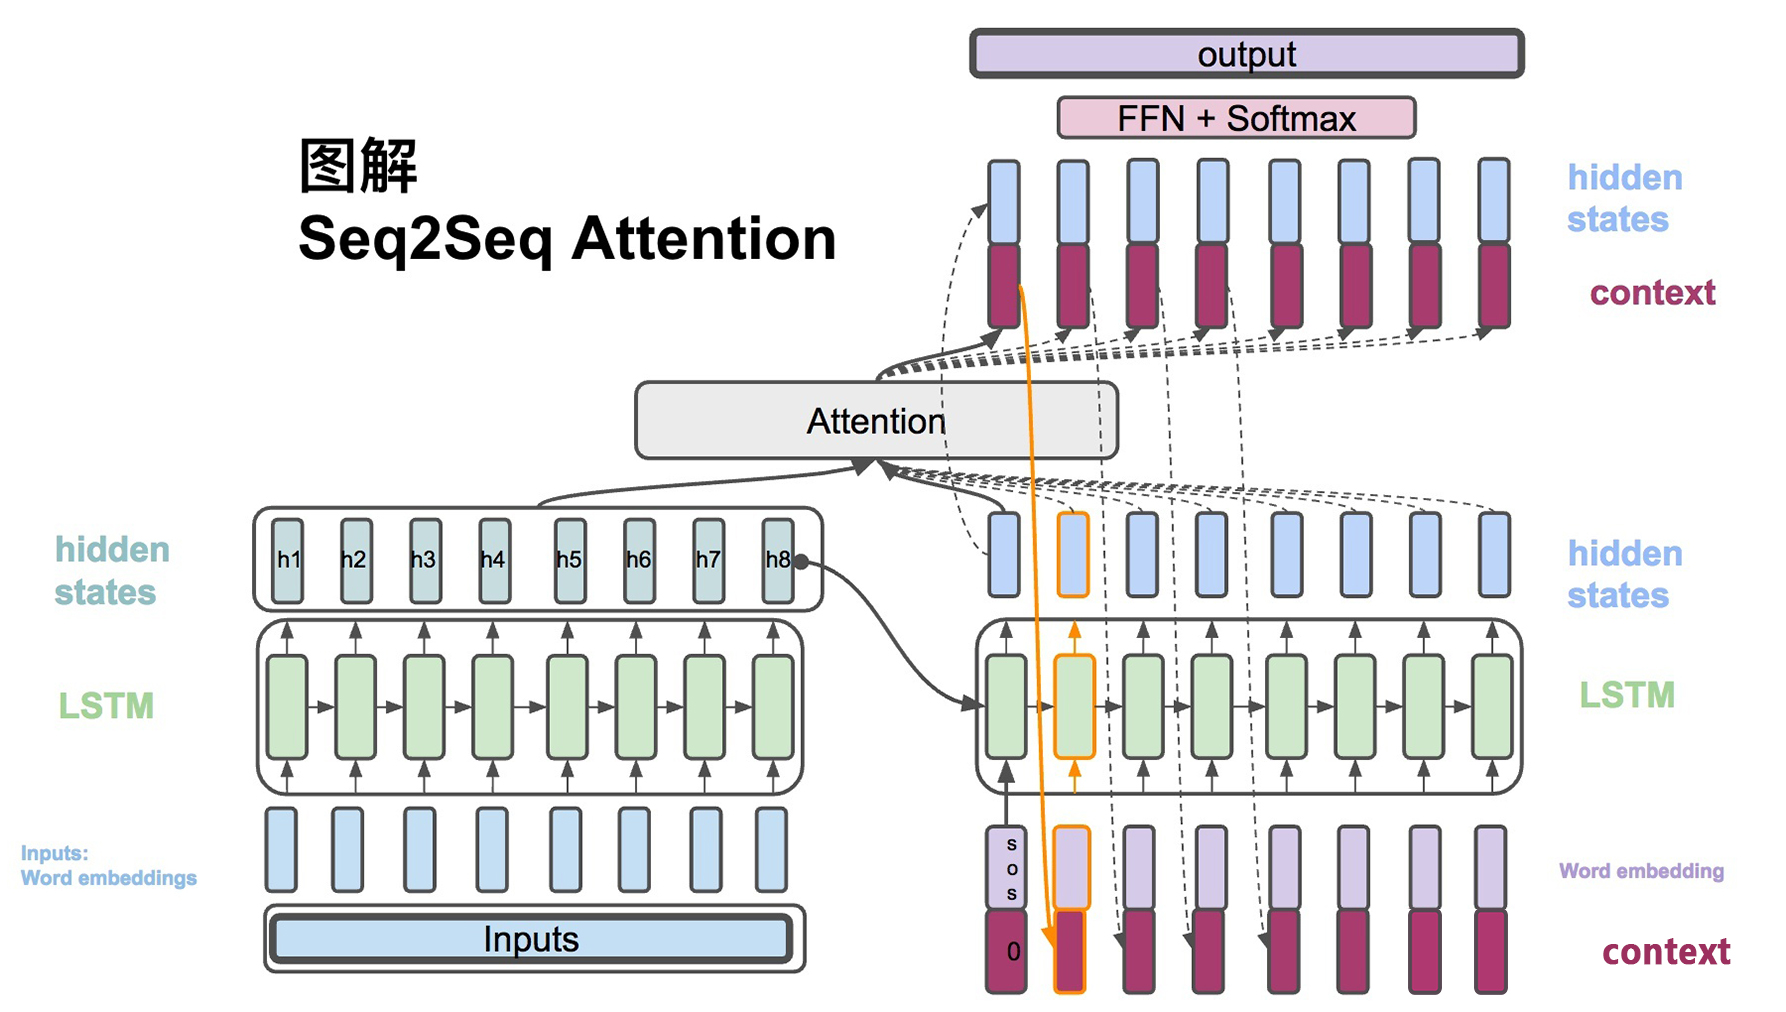 output
FFN + Softmax
图解
Seq2Seq Attention
hidden
states
context
Attention
hidden
states
h1 h2 h3 h4 h5 h6 h7 h8
hidden
states
LSTM
LSTM
Inputs:
Word embeddings
s
o
s
Word embedding
Inputs
0
context